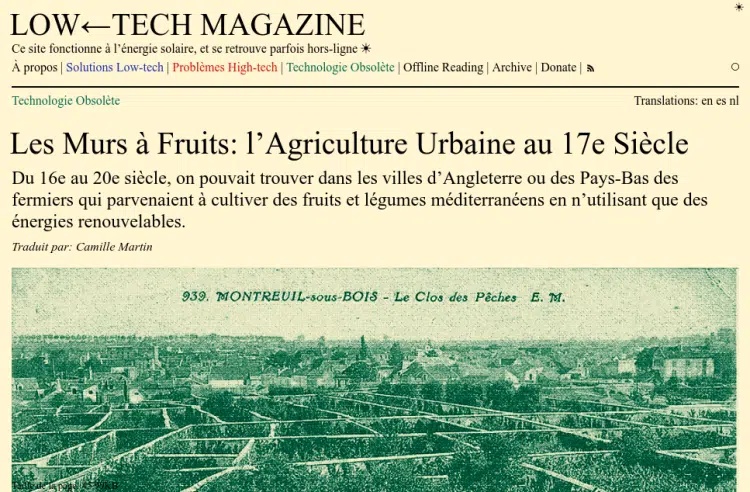 LOW←TECH MAGAZINE
Ce site fonctionne à l'énergie solaire, et se retrouve parfois hors-ligne ☀
À propos | Solutions Low-tech | Problèmes High-tech | Technologie Obsolète | Offline Reading | Archive | Donate |
Technologie Obsolète
Translations: en es nl
Les Murs à Fruits: l'Agriculture Urbaine au 17e Siècle
Du 16e au 20e siècle, on pouvait trouver dans les villes d'Angleterre ou des Pays-Bas des
fermiers qui parvenaient à cultiver des fruits et légumes méditerranéens en n'utilisant que des
énergies renouvelables.
Traduit par: Camille Martin
939. MONTREUIL-sous-BOIS - Le Clos des Pêches E. M.
Taille de la page